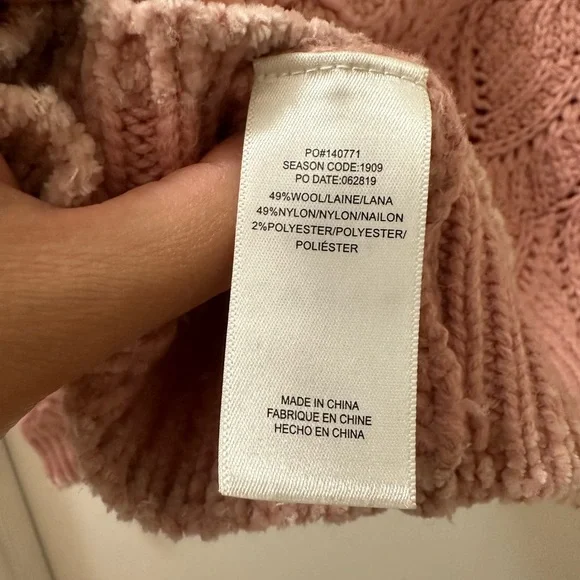 PO#140771
SEASON CODE:1909
PO DATE:062819
49%WOOL/LAINE/LANA
49%NYLON/NYLON/NAILON
2%POLYESTER/POLYESTER/
POLIÉSTER
MADE IN CHINA
FABRIQUE EN CHINE
HECHO EN CHINA